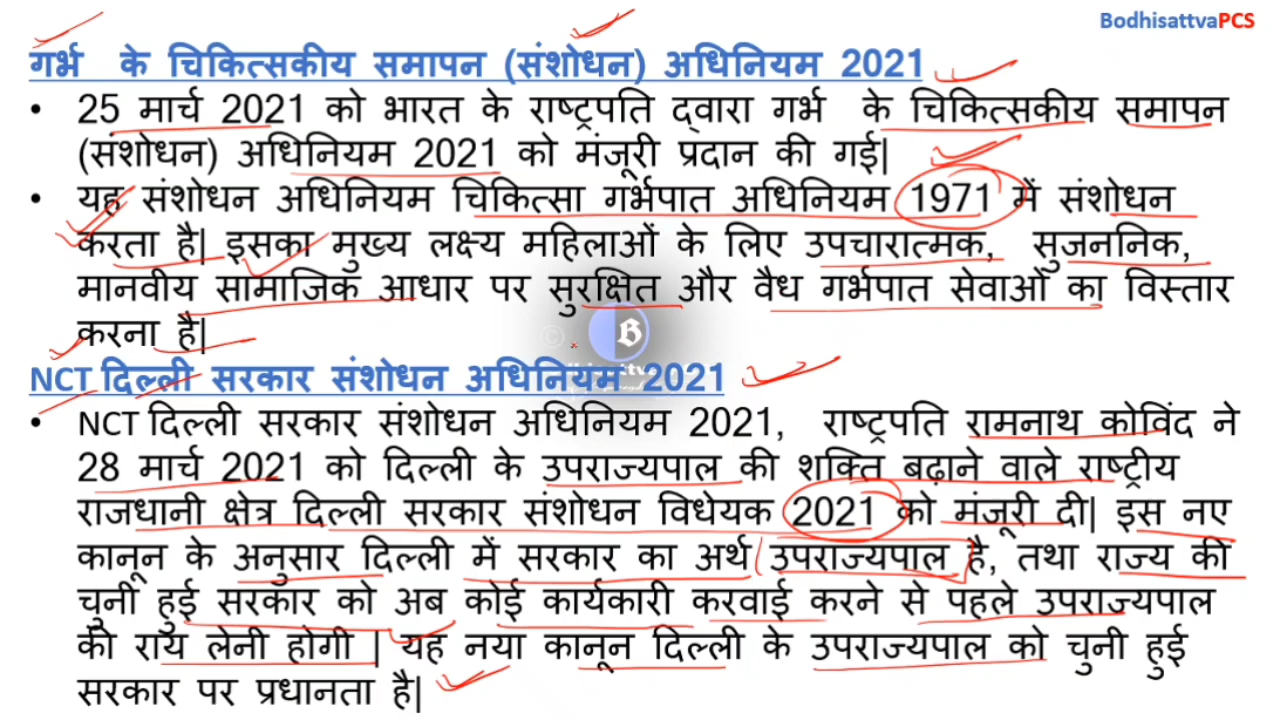 BodhisattvaPCS
गर्भ के चिकित्सकीय समापन (संशोधन) अधिनियम 2021
• 25 मार्च 2021 को भारत के राष्ट्रपति द्वारा गर्भ के चिकित्सकीय समापन
(संशोधन) अधिनियम 2021 को मंजूरी प्रदान की गई|
• यह संशोधन अधिनियम चिकित्सा गर्भपात अधिनियम 1971 में संशोधन
करता है| इसका मुख्य लक्ष्य महिलाओं के लिए उपचारात्मक, सुजननिक,
मानवीय सामाजिक आधार पर सुरक्षित और वैध गर्भपात सेवाओं का विस्तार
करना है|
NCT दिल्ली सरकार संशोधन अधिनियम 2021
• NCT दिल्ली सरकार संशोधन अधिनियम 2021, राष्ट्रपति रामनाथ कोविंद ने
28 मार्च 2021 को दिल्ली के उपराज्यपाल की शक्ति बढ़ाने वाले राष्ट्रीय
राजधानी क्षेत्र दिल्ली सरकार संशोधन विधेयक 2021 को मंजूरी दी| इस नए
कानून के अनुसार दिल्ली में सरकार का अर्थ उपराज्यपाल है, तथा राज्य की
चुनी हुई सरकार को अब कोई कार्यकारी करवाई करने से पहले उपराज्यपाल
की राय लेनी होगी | यह नया कानून दिल्ली के उपराज्यपाल को चुनी हुई
सरकार पर प्रधानता है|